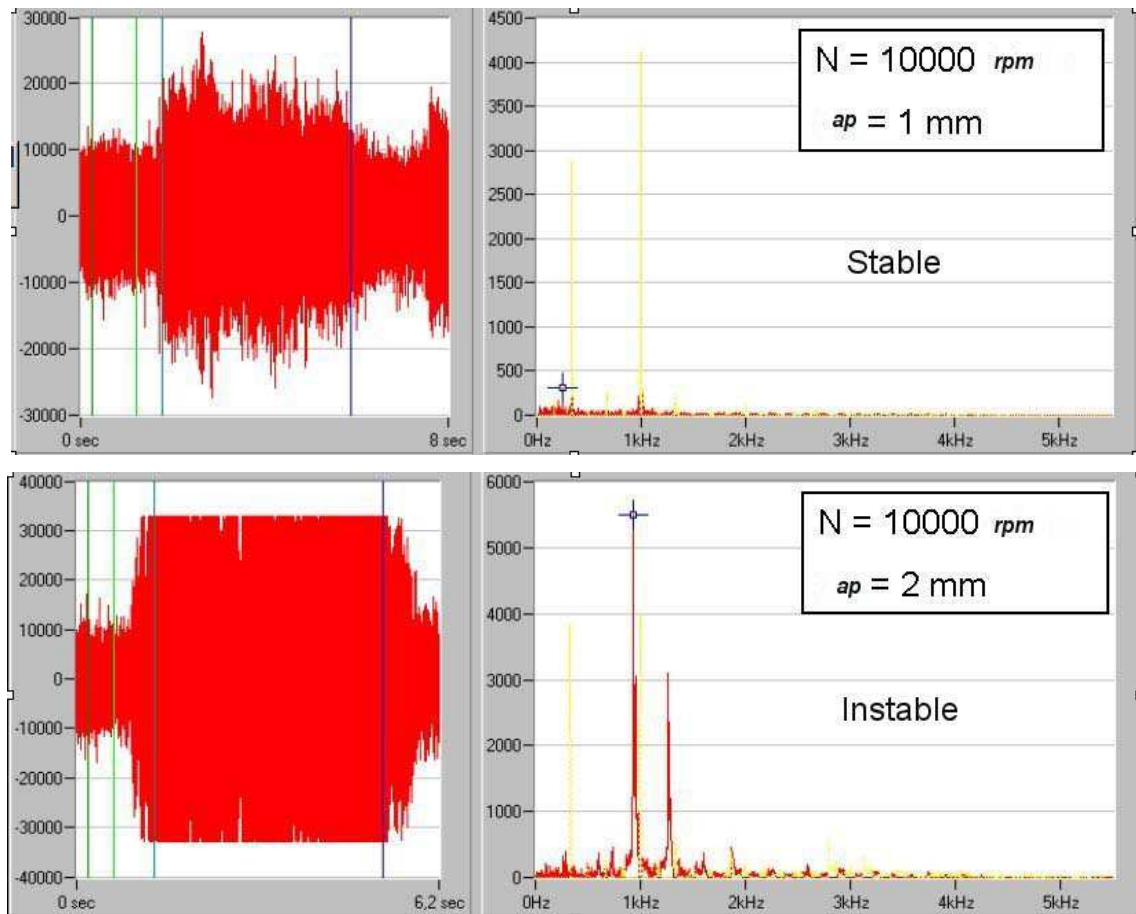 30000
20000
10000
0
-10000
-20000
-30000
0 sec
8 sec
4500
4000
3500
3000
2500
2000
1500
1000
500
0
0Hz
1kHz
2kHz
3kHz
4kHz
5kHz
N = 10000 rpm
ap = 1 mm
Stable
40000
30000
20000
10000
0
-10000
-20000
-30000
-40000
0 sec
6,2 sec
6000
5000
4000
3000
2000
1000
0
0Hz
1kHz
2kHz
3kHz
4kHz
5kHz
N = 10000 rpm
ap = 2 mm
Instable